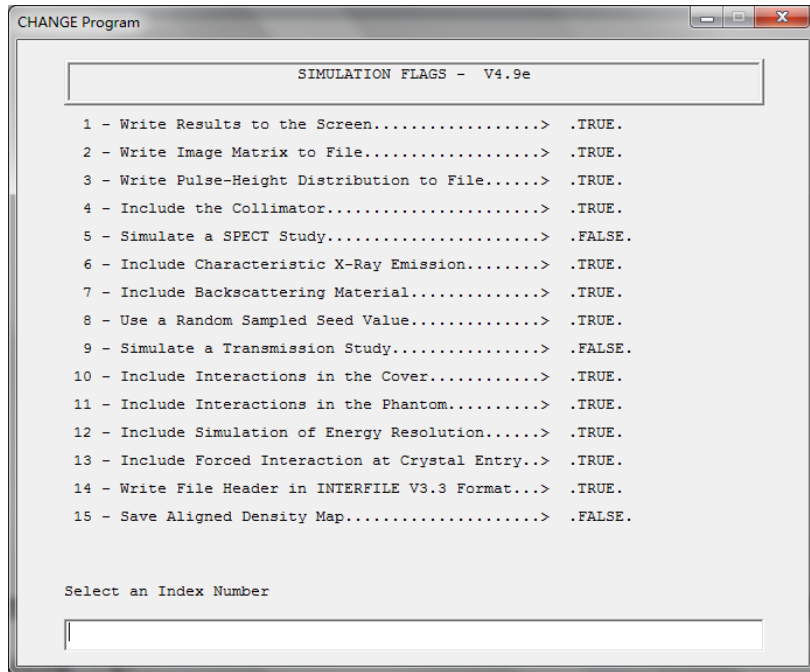 CHANGE Program
SIMULATION FLAGS - V4.9e
1 - Write Results to the Screen..................> .TRUE.
2 - Write Image Matrix to File...................> .TRUE.
3 - Write Pulse-Height Distribution to File......> .TRUE.
4 - Include the Collimator.......................> .TRUE.
5 - Simulate a SPECT Study.......................> .FALSE.
6 - Include Characteristic X-Ray Emission........> .TRUE.
7 - Include Backscattering Material..............> .TRUE.
8 - Use a Random Sampled Seed Value..............> .TRUE.
9 - Simulate a Transmission Study................> .FALSE.
10 - Include Interactions in the Cover............> .TRUE.
11 - Include Interactions in the Phantom..........> .TRUE.
12 - Include Simulation of Energy Resolution......> .TRUE.
13 - Include Forced Interaction at Crystal Entry..> .TRUE.
14 - Write File Header in INTERFILE V3.3 Format...> .TRUE.
15 - Save Aligned Density Map.....................> .FALSE.
Select an Index Number